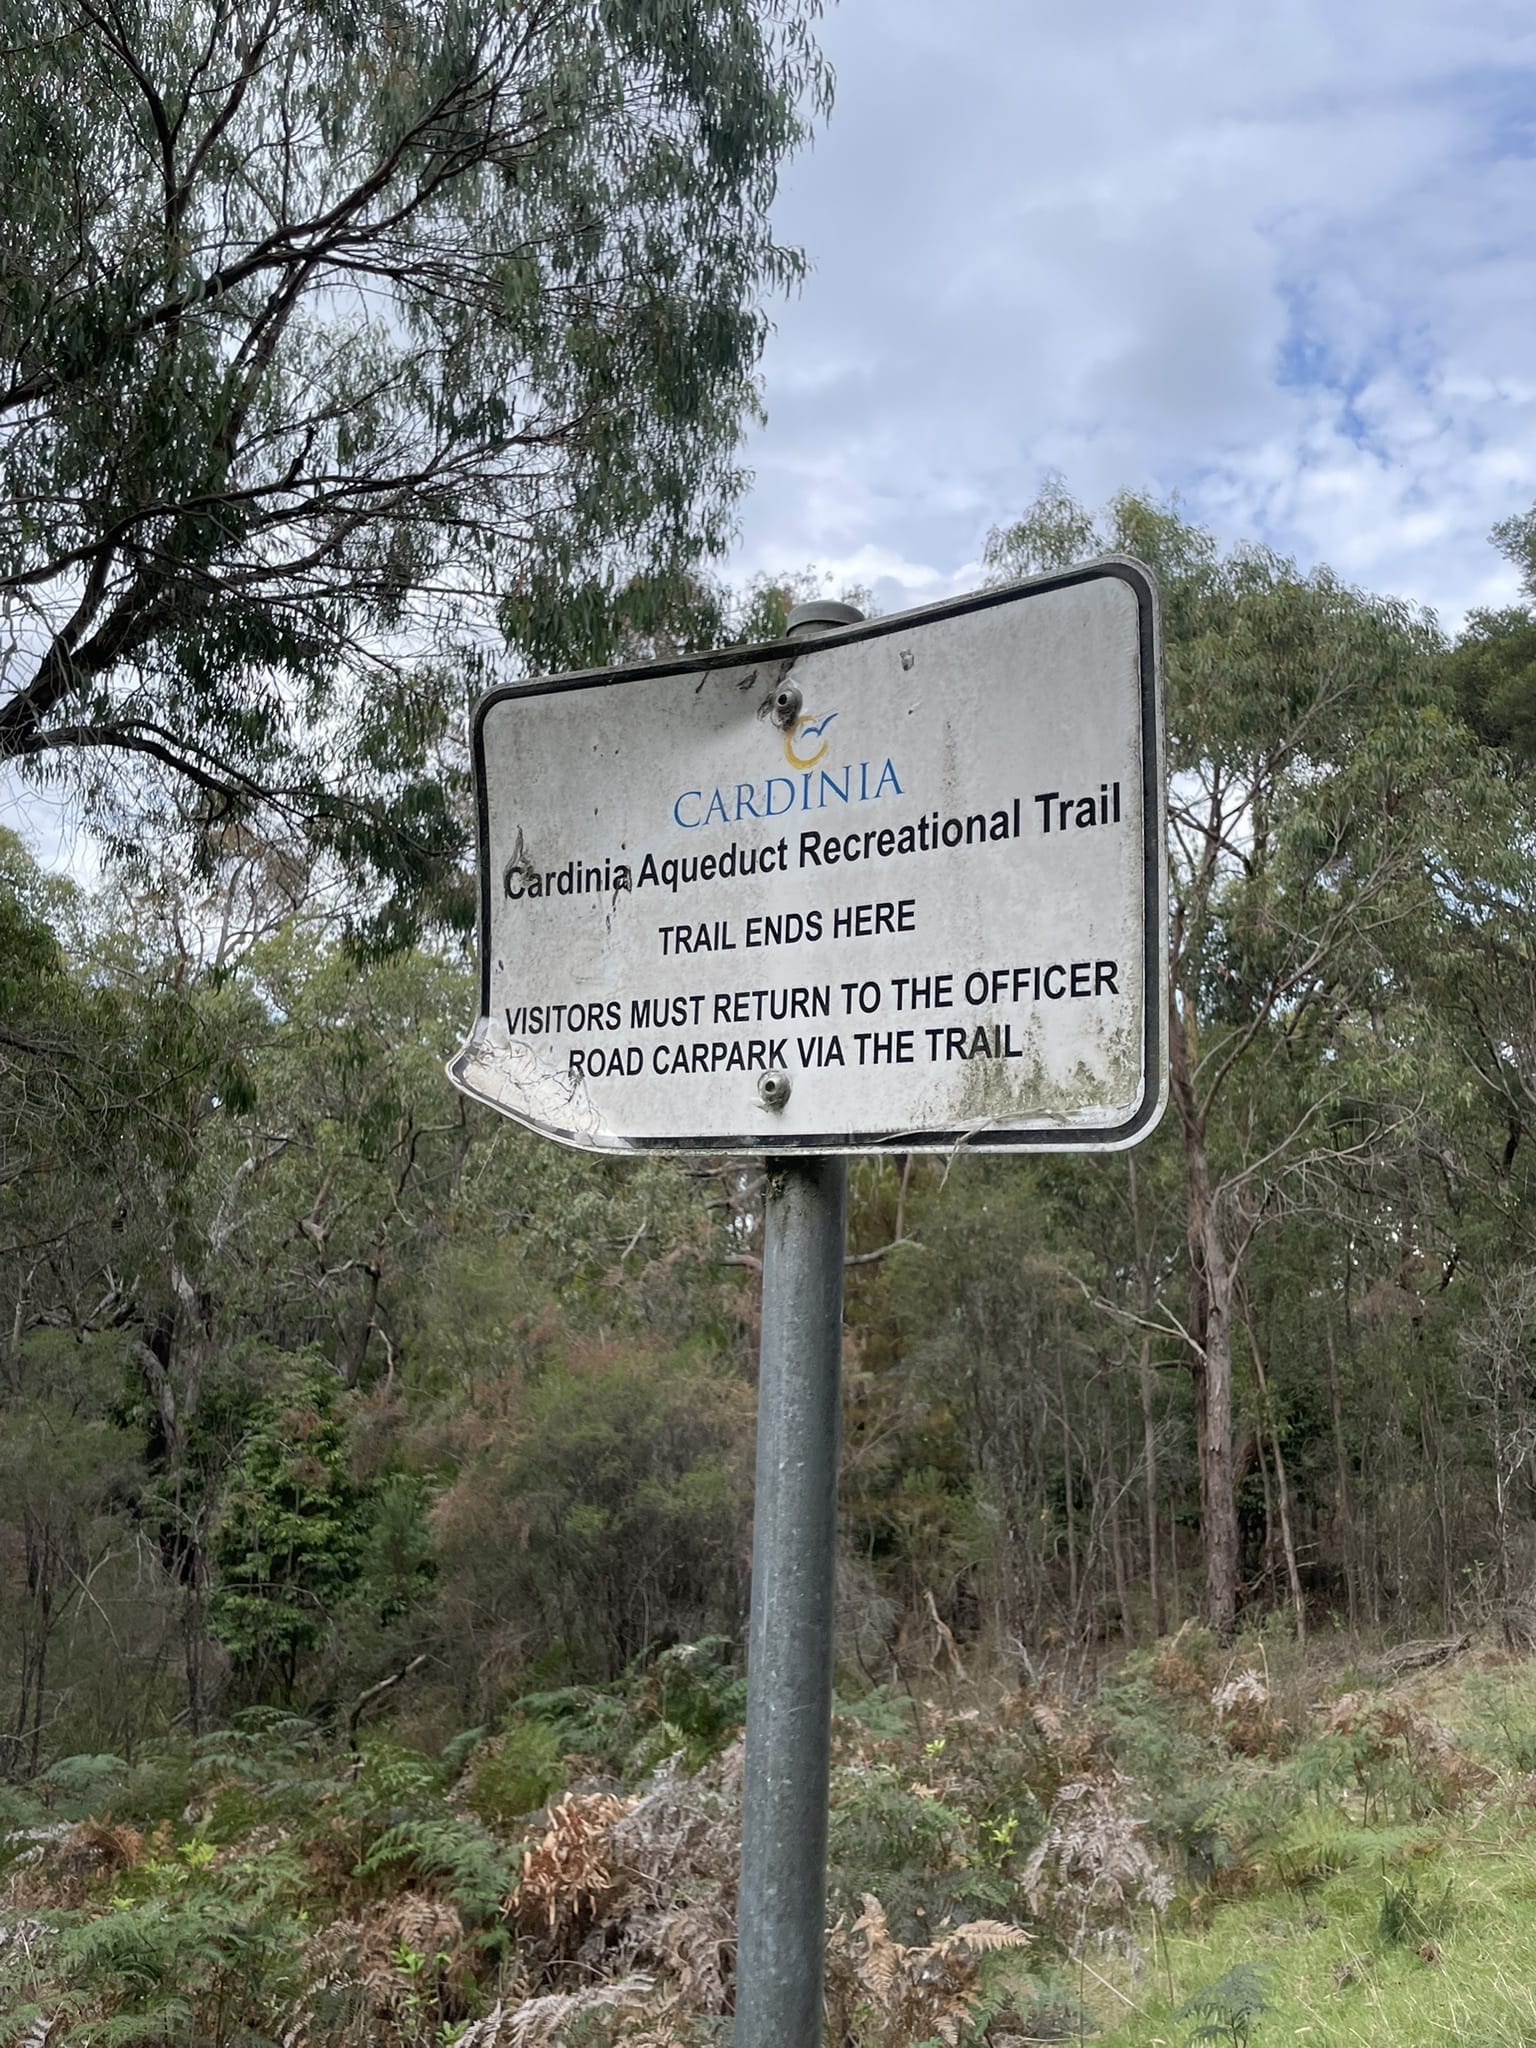 CARDINIA
Cardinia Aqueduct Recreational Trail
TRAIL ENDS HERE
VISITORS MUST RETURN TO THE OFFICER
ROAD CARPARK VIA THE TRAIL